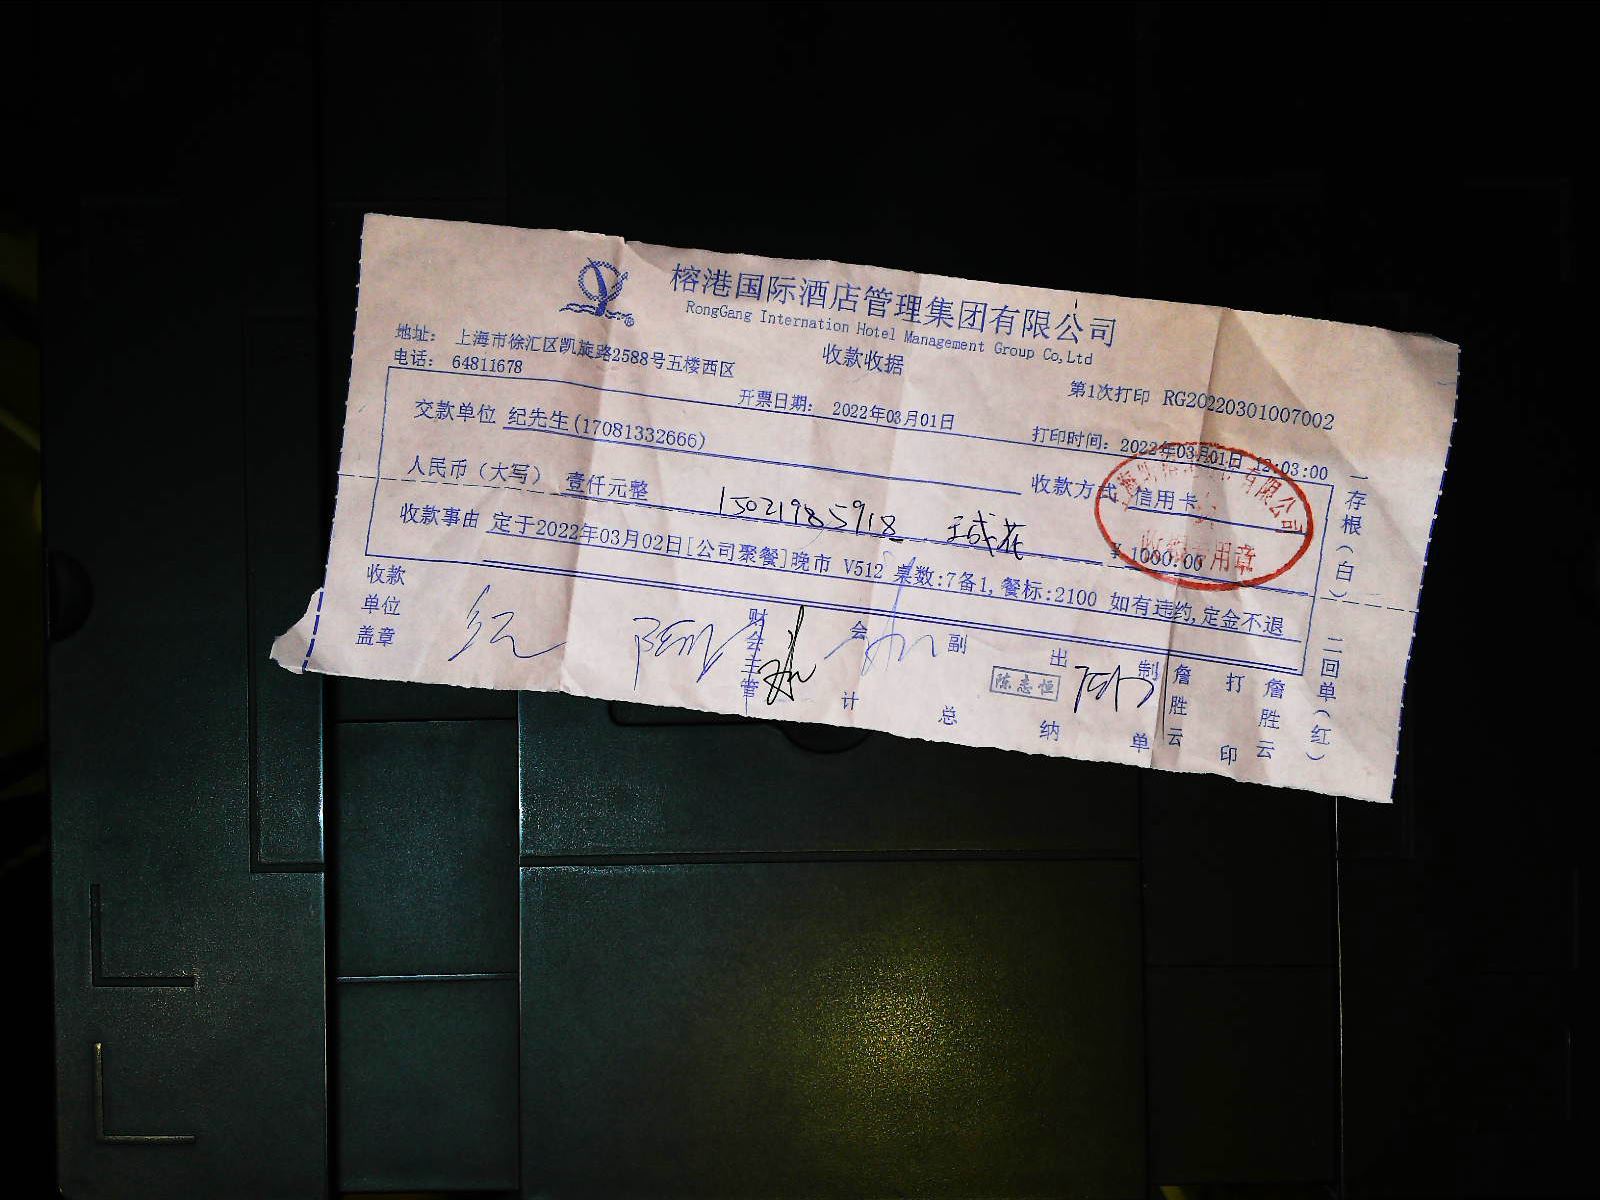 榕港国际酒店管理集团有限公司
RongGang Internation Hotel Management Group Co,Ltd
收款收据
地址: 上海市徐汇区凯旋路2588号五楼西区
电话: 64811678
第1次打印 RG20220301007002
开票日期: 2022年03月01日
打印时间: 2022年03月01日 12:03:00
交款单位 纪先生(17081332666)
收款方式 信用卡
人民币(大写) 壹仟元整
15021985918
¥ 1000.00
收款事由 定于2022年03月02日[公司聚餐]晚市 V512 桌数:7备1,餐标:2100 如有违约,定金不退
收款单位盖章
财会主管
会计
副总
出纳
陈志恒
制单
詹胜云
打印
詹胜云
一存根(白)
二回单(红)
有限公司
用章